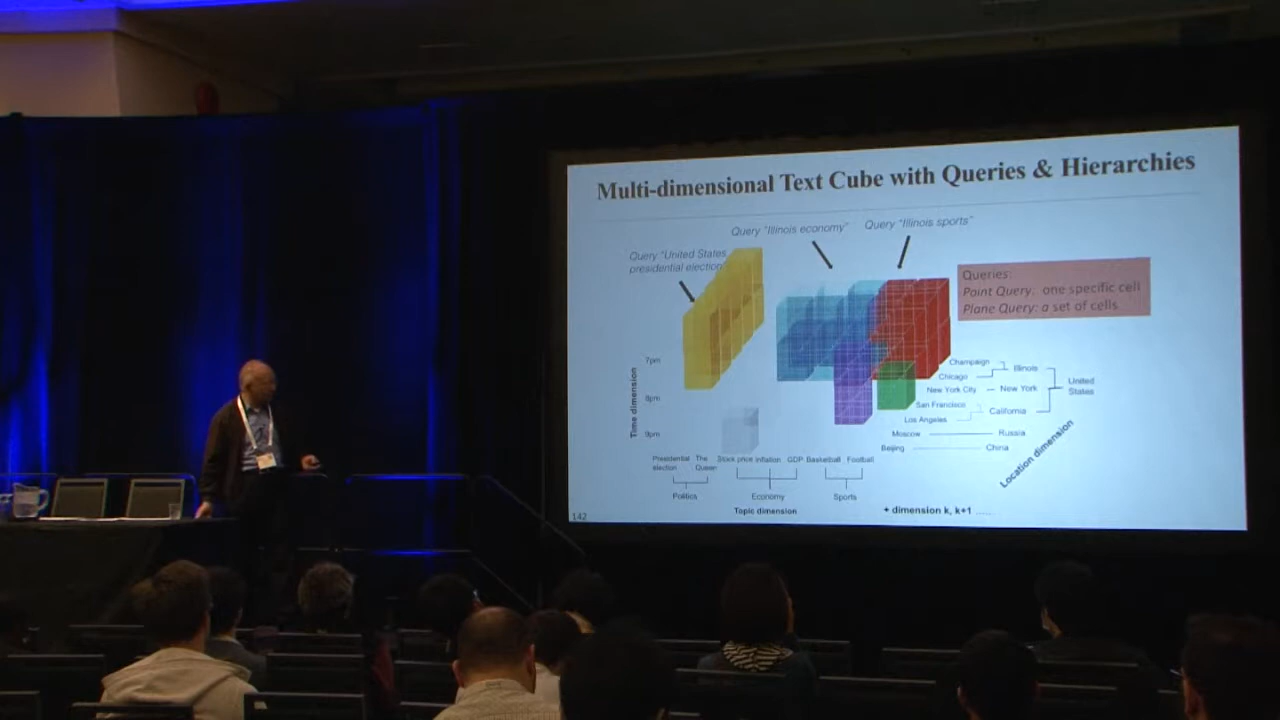 Multi-dimensional Text Cube with Queries & Hierarchies
Query "Illinois economy"
Query "Illinois sports"
Query "United States
presidential election"
Queries:
Point Query: one specific cell
Plane Query: a set of cells
Time dimension
7pm
8pm
9pm
Champaign
Chicago
Illinois
New York City
New York
San Francisco
Los Angeles
California
United
States
Moscow
Russia
Beijing
China
Location dimension
Presidential
election
The
Queen
Stock price
inflation
GDP
Basketball
Football
Politics
Economy
Sports
Topic dimension
+ dimension k, k+1 ......
142